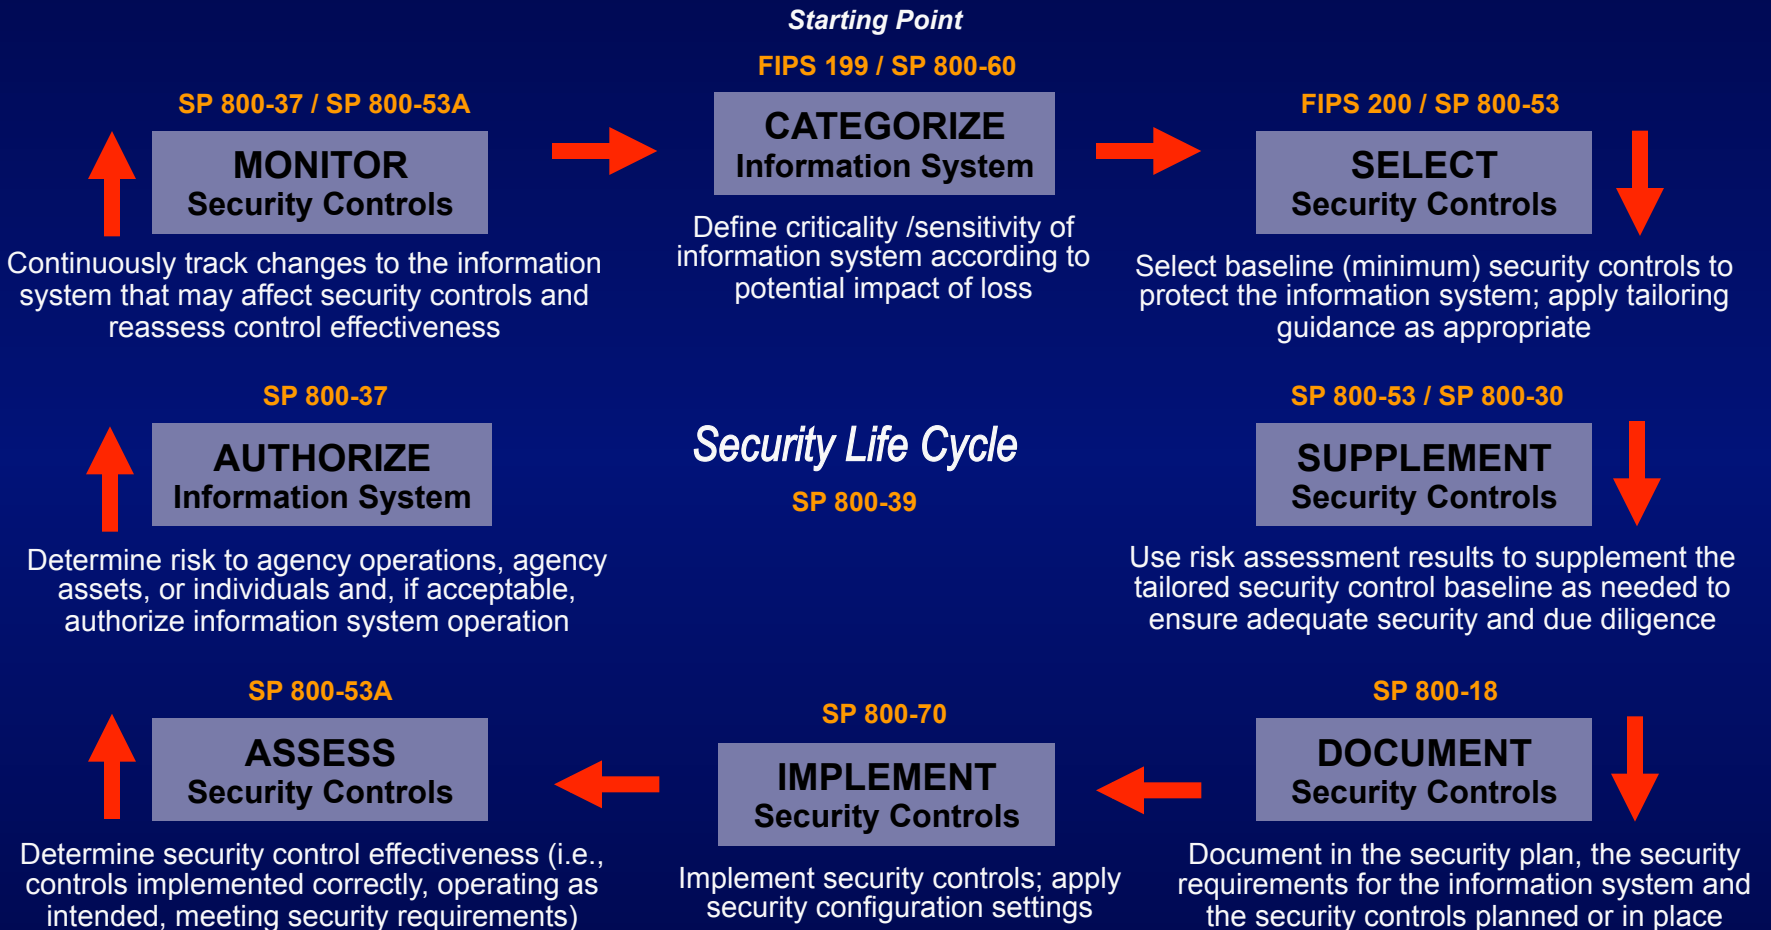 Starting Point
FIPS 199 / SP 800-60
CATEGORIZE
Information System
Define criticality /sensitivity of
information system according to
potential impact of loss
FIPS 200 / SP 800-53
SELECT
Security Controls
Select baseline (minimum) security controls to
protect the information system; apply tailoring
guidance as appropriate
SP 800-53 / SP 800-30
SUPPLEMENT
Security Controls
Use risk assessment results to supplement the
tailored security control baseline as needed to
ensure adequate security and due diligence
SP 800-18
DOCUMENT
Security Controls
Document in the security plan, the security
requirements for the information system and
the security controls planned or in place
SP 800-70
IMPLEMENT
Security Controls
Implement security controls; apply
security configuration settings
SP 800-53A
ASSESS
Security Controls
Determine security control effectiveness (i.e.,
controls implemented correctly, operating as
intended, meeting security requirements)
SP 800-37
AUTHORIZE
Information System
Determine risk to agency operations, agency
assets, or individuals and, if acceptable,
authorize information system operation
SP 800-37 / SP 800-53A
MONITOR
Security Controls
Continuously track changes to the information
system that may affect security controls and
reassess control effectiveness
Security Life Cycle
SP 800-39